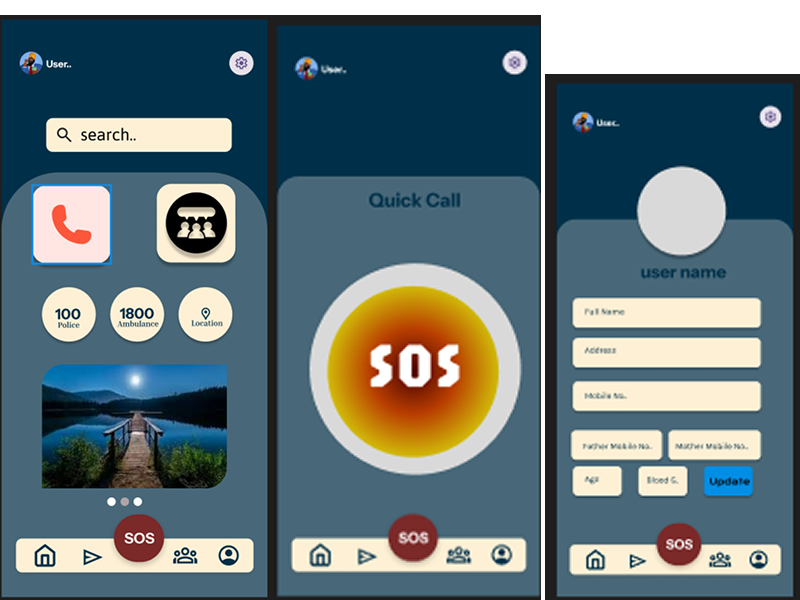 User..
search..
100
Police
1800
Ambulance
Location
SOS
User..
Quick Call
SOS
SOS
User..
user name
Full Name
Address
Mobile No..
Father Mobile No..
Mather Mobile No..
Age
Blood G..
Update
SOS